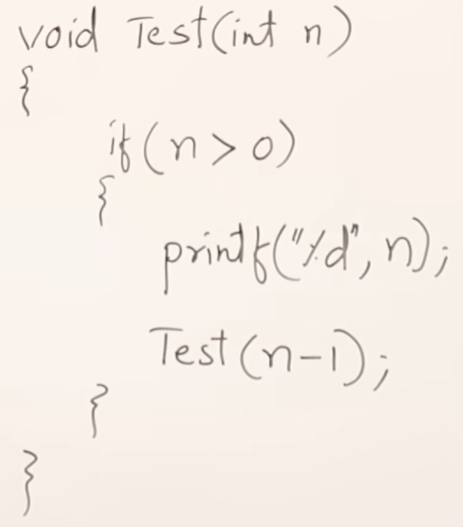 void Test(int n)
{
if(n>0)
{
printf("%d", n);
Test(n-1);
}
}